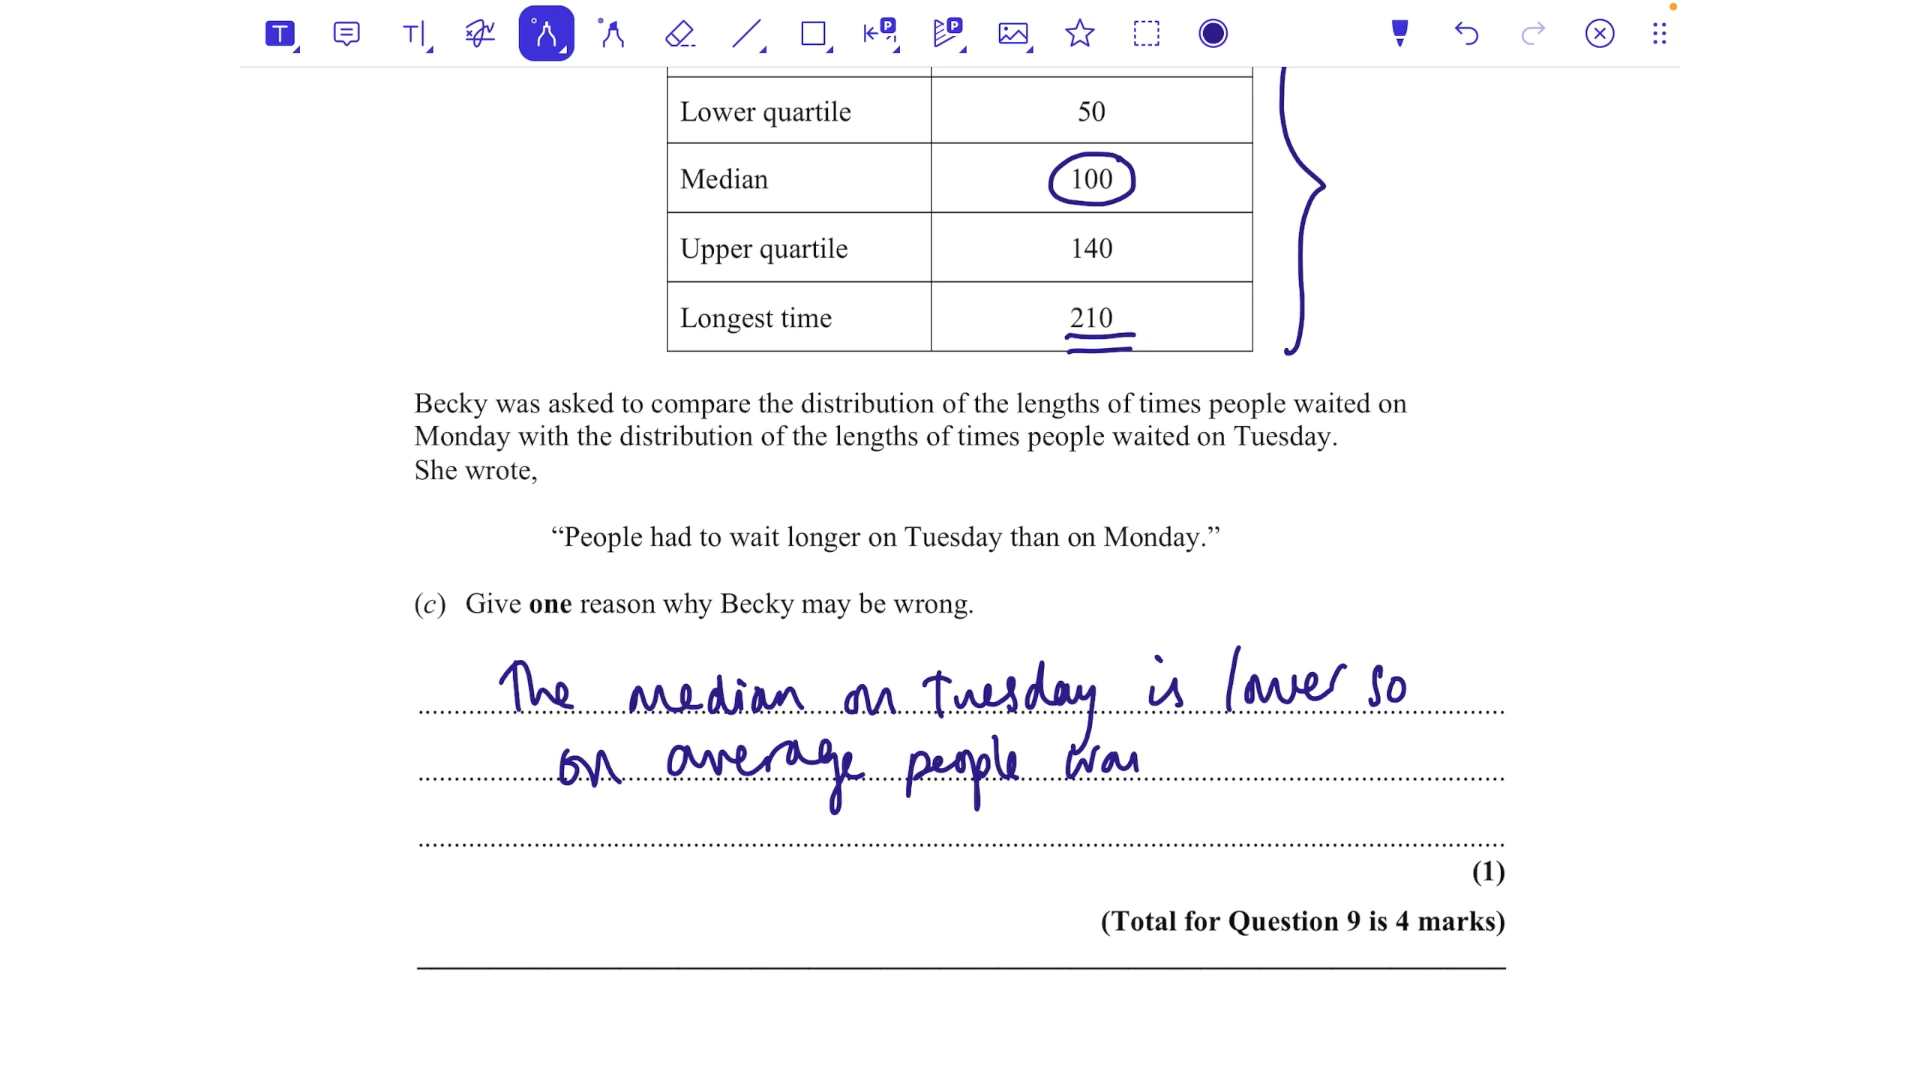 Lower quartile 50
Median 100
Upper quartile 140
Longest time 210
Becky was asked to compare the distribution of the lengths of times people waited on
Monday with the distribution of the lengths of times people waited on Tuesday.
She wrote,
“People had to wait longer on Tuesday than on Monday.”
(c) Give one reason why Becky may be wrong.
The median on Tuesday is lower so
on average people wai
(1)
(Total for Question 9 is 4 marks)